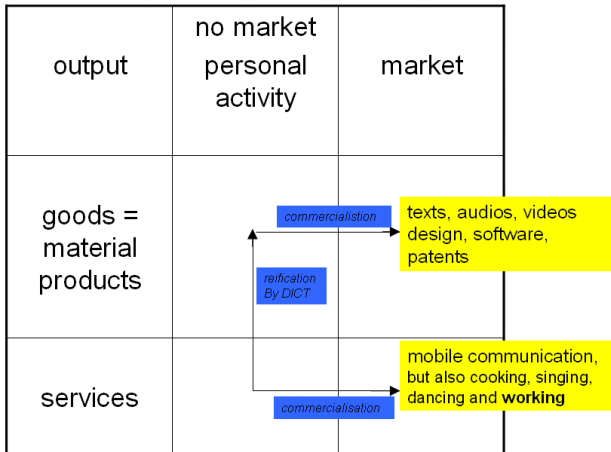 output
no market
personal
activity
market
goods =
material
products
commercialistion
texts, audios, videos
design, software,
patents
reification
By DICT
services
commercialisation
mobile communication,
but also cooking, singing,
dancing and working